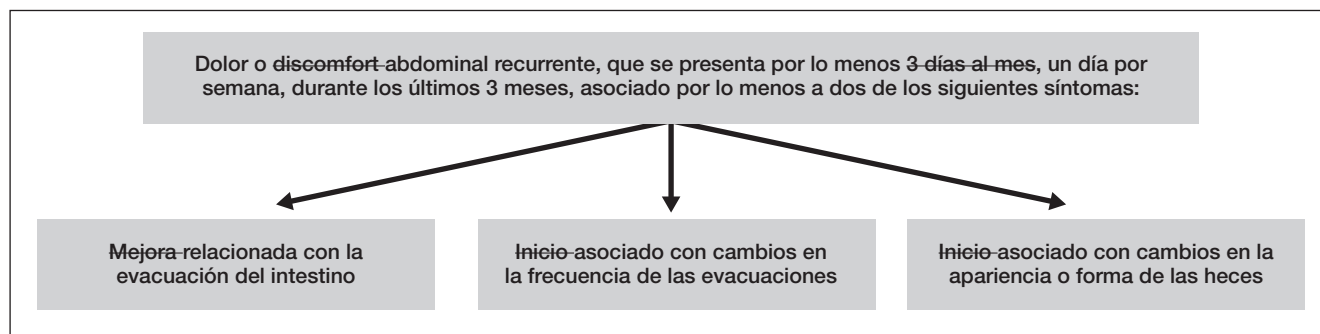 Dolor o discomfort abdominal recurrente, que se presenta por lo menos 3 días al mes, un día por
semana, durante los últimos 3 meses, asociado por lo menos a dos de los siguientes síntomas:
Mejora relacionada con la
evacuación del intestino
Inicio asociado con cambios en
la frecuencia de las evacuaciones
Inicio asociado con cambios en la
apariencia o forma de las heces